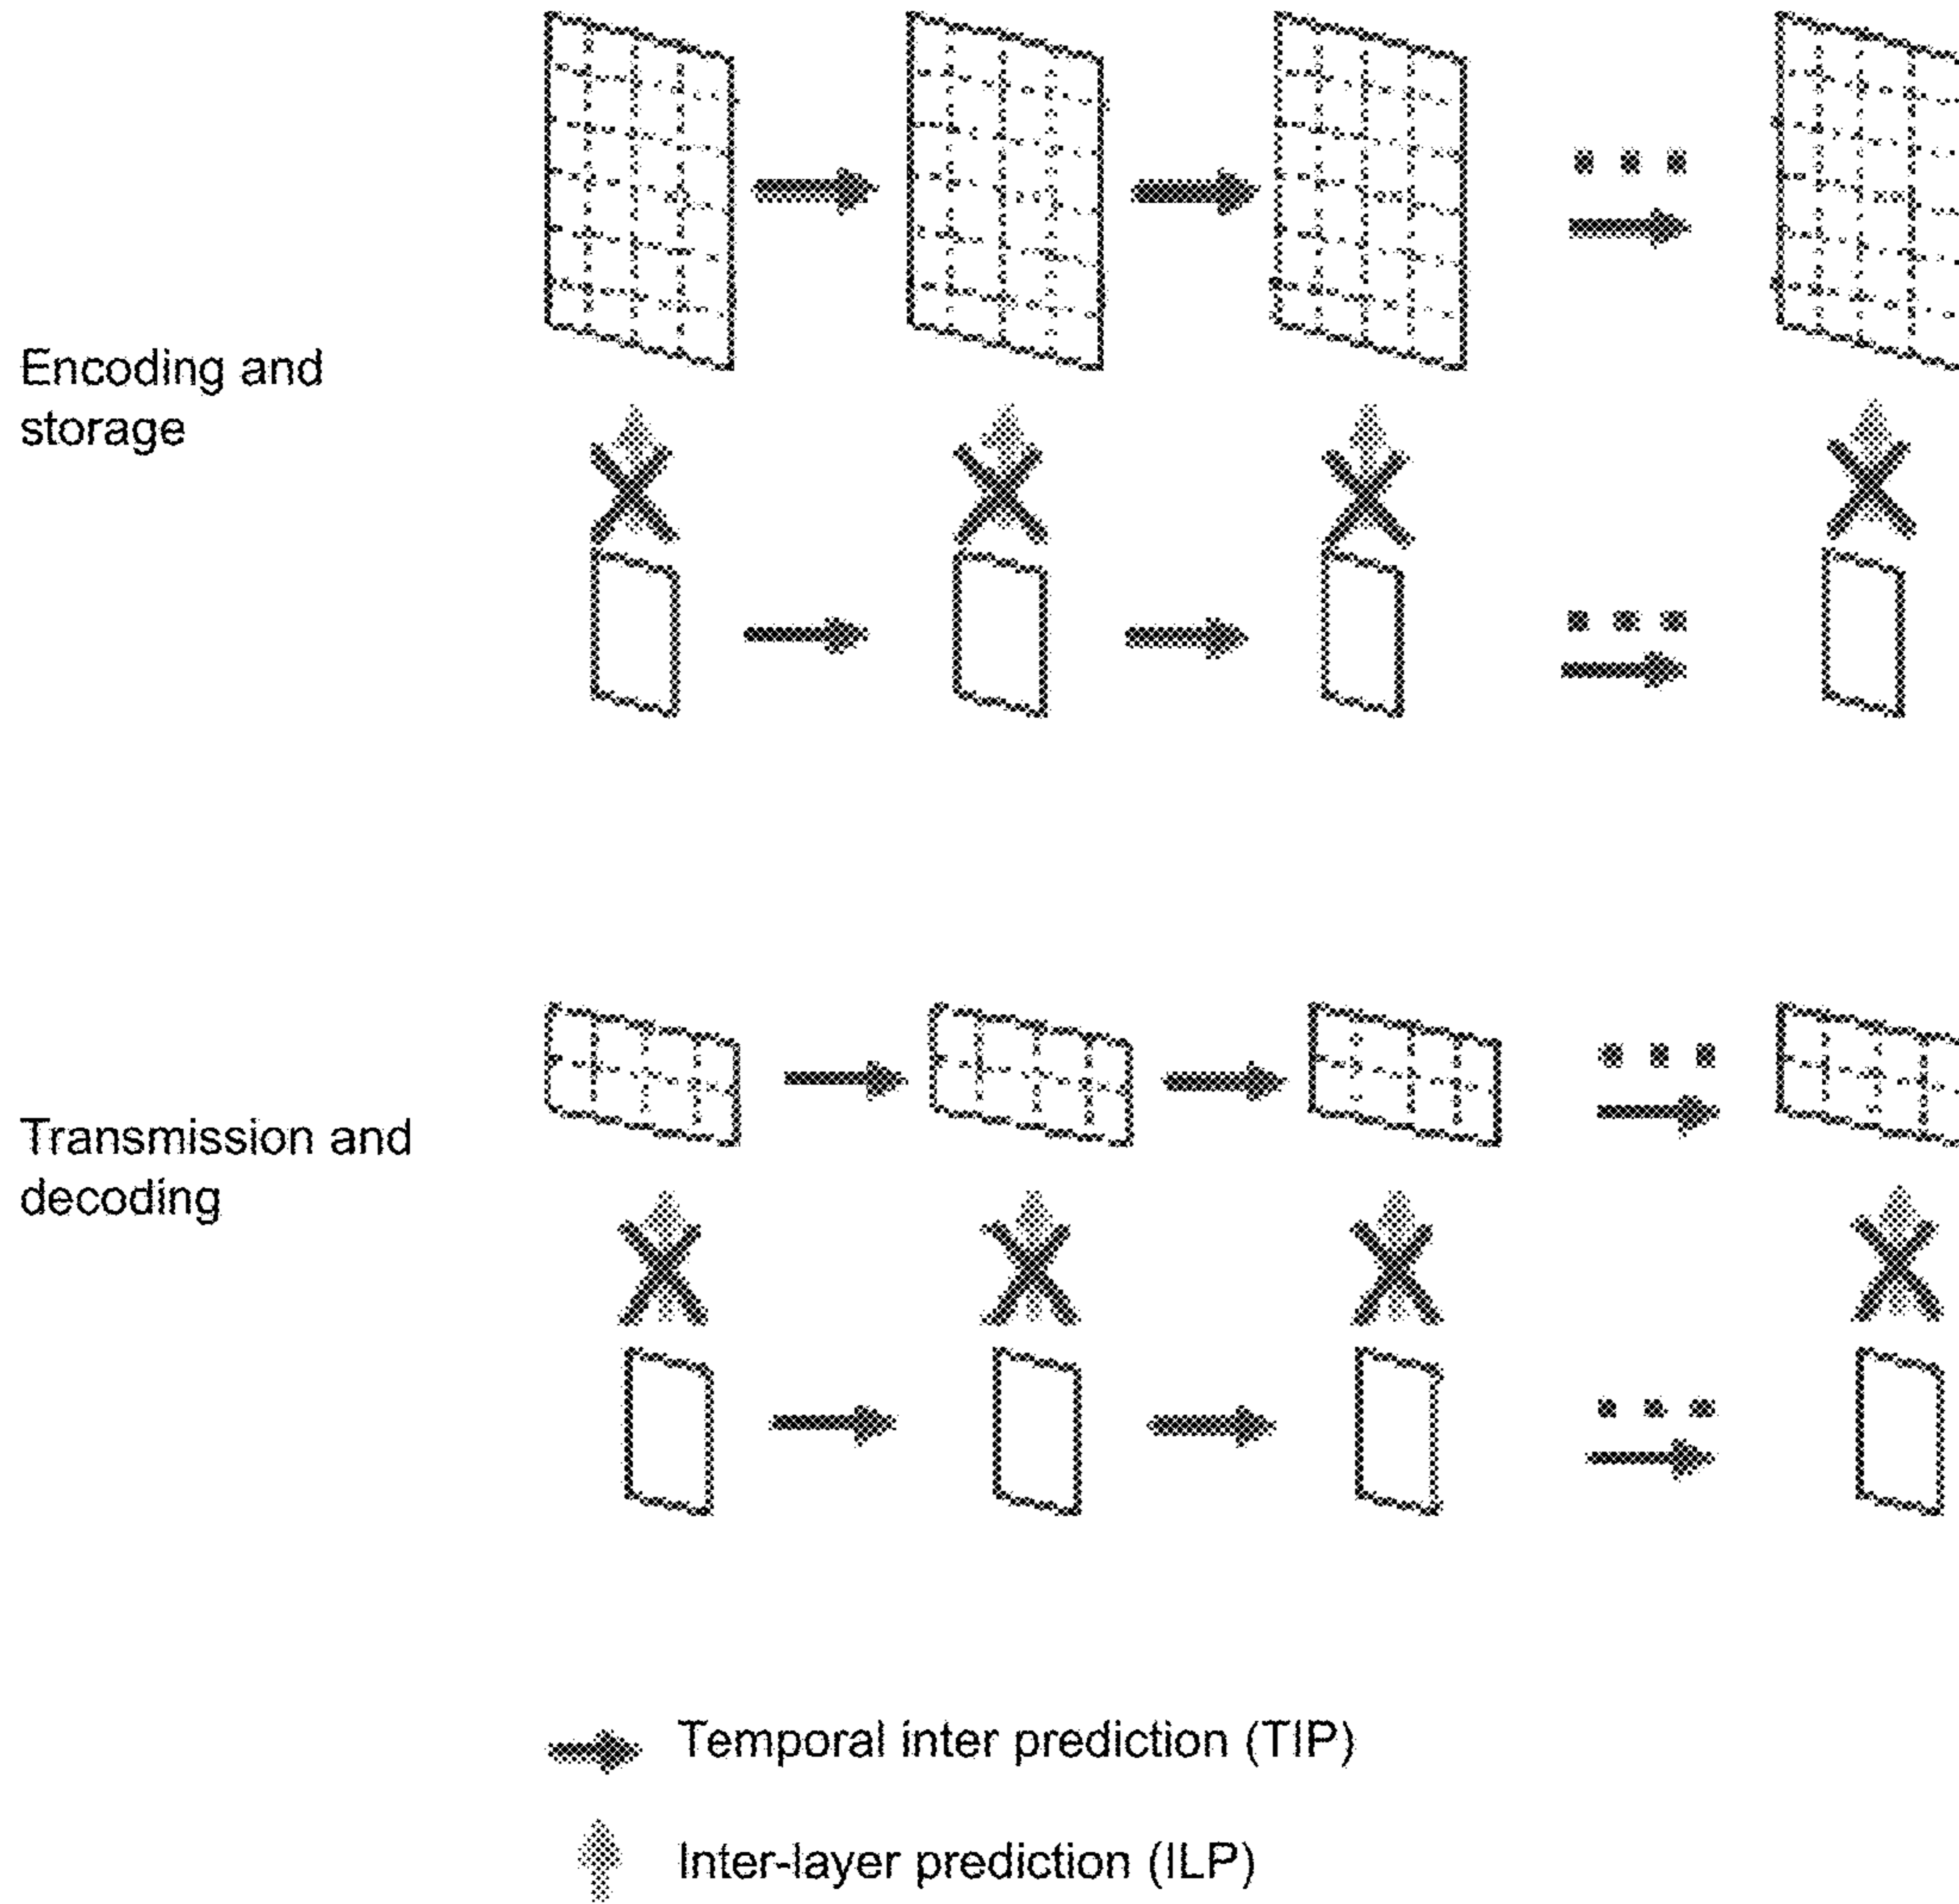 Encoding and
storage
Transmission and
decoding
Temporal inter prediction (TIP)
Inter-layer prediction (ILP)